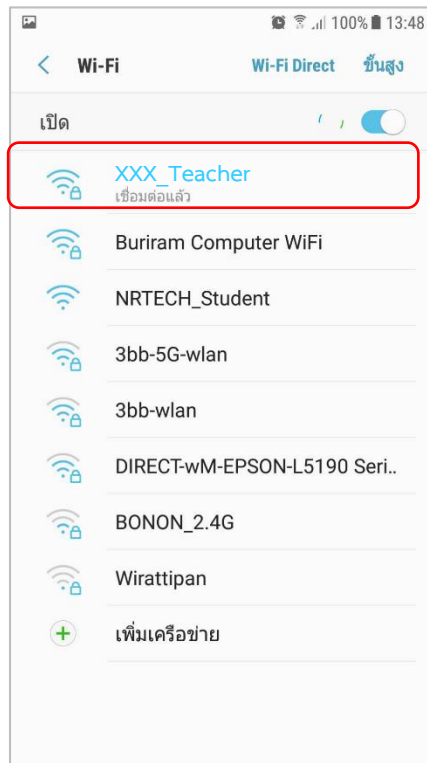 100% 13:48
Wi-Fi Wi-Fi Direct ขั้นสูง
เปิด
XXX_Teacher
เชื่อมต่อแล้ว
Buriram Computer WiFi
NRTECH_Student
3bb-5G-wlan
3bb-wlan
DIRECT-wM-EPSON-L5190 Seri..
BONON_2.4G
Wirattipan
เพิ่มเครือข่าย